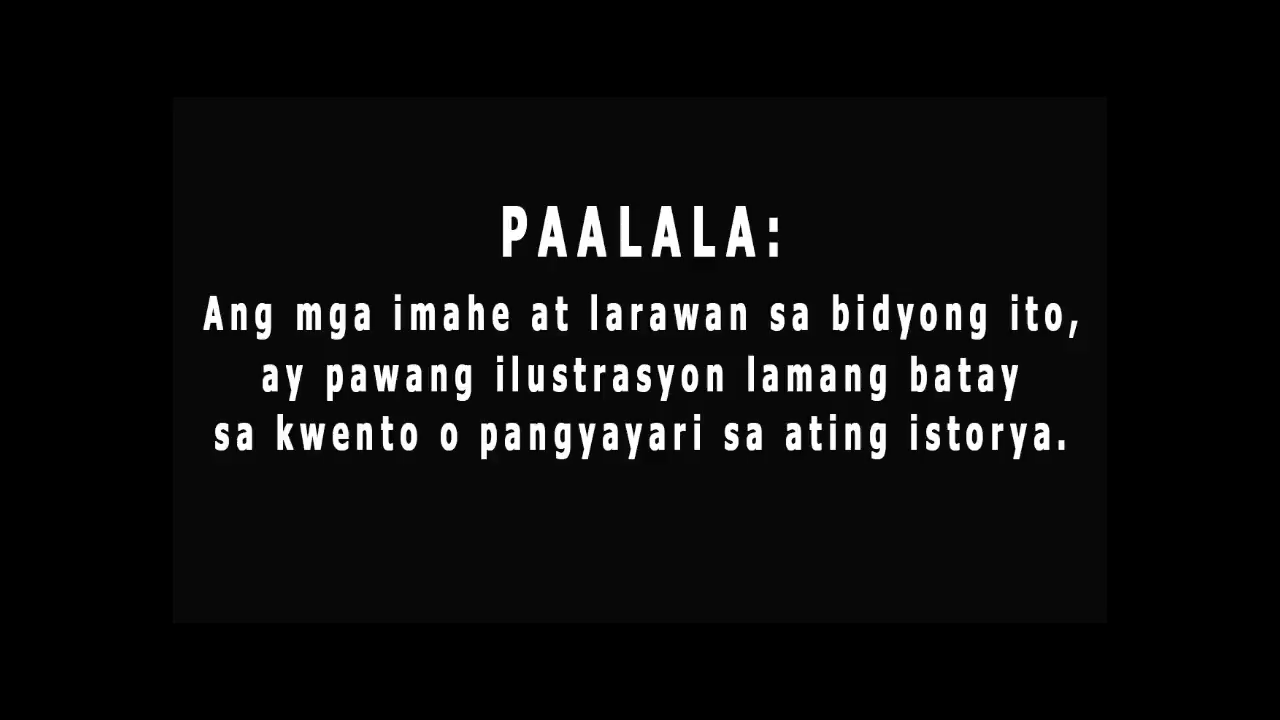 PAALALA:
Ang mga imahe at larawan sa bidyong ito,
ay pawang ilustrasyon lamang batay
sa kwento o pangyayari sa ating istorya.